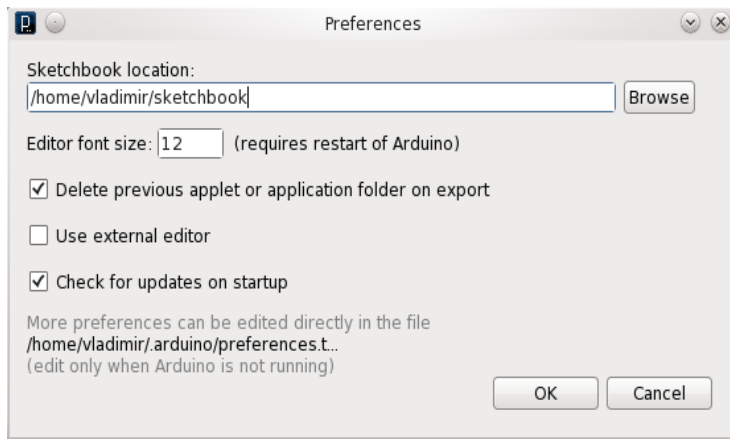 Preferences
Sketchbook location:
/home/vladimir/sketchbook
Browse
Editor font size: 12 (requires restart of Arduino)
Delete previous applet or application folder on export
Use external editor
Check for updates on startup
More preferences can be edited directly in the file
/home/vladimir/.arduino/preferences.t...
(edit only when Arduino is not running)
OK Cancel